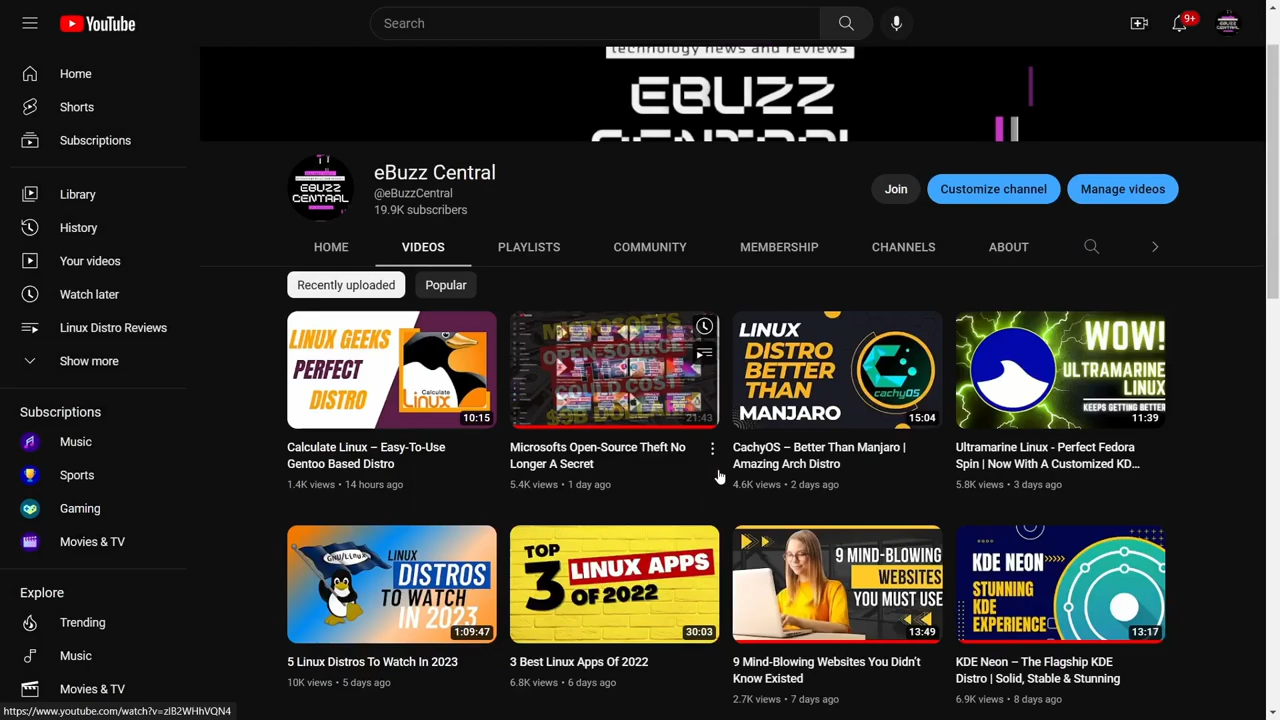 YouTube
Search
9+
Home
Shorts
Subscriptions
Library
History
Your videos
Watch later
Linux Distro Reviews
Show more
Subscriptions
Music
Sports
Gaming
Movies & TV
Explore
Trending
Music
Movies & TV
technology news and reviews
EBUZZ
CENTRAL
EBUZZ
CENTRAL
eBuzz Central
@eBuzzCentral
19.9K subscribers
Join
Customize channel
Manage videos
HOME
VIDEOS
PLAYLISTS
COMMUNITY
MEMBERSHIP
CHANNELS
ABOUT
Recently uploaded
Popular
LINUX GEEKS
PERFECT
DISTRO
Calculate
Linux
10:15
Calculate Linux – Easy-To-Use
Gentoo Based Distro
1.4K views • 14 hours ago
MICROSOFTS
OPEN-SOURCE
COULD COST
21:43
Microsofts Open-Source Theft No
Longer A Secret
5.4K views • 1 day ago
LINUX
DISTRO
BETTER
THAN
MANJARO
cachyOS
15:04
CachyOS – Better Than Manjaro |
Amazing Arch Distro
4.6K views • 2 days ago
WOW!
ULTRAMARINE
LINUX
KEEPS GETTING BETTER
11:39
Ultramarine Linux - Perfect Fedora
Spin | Now With A Customized KD...
5.8K views • 3 days ago
GNU/LINUX
LINUX
DISTROS
TO WATCH
IN 2023
1:09:47
5 Linux Distros To Watch In 2023
10K views • 5 days ago
TOP
3
LINUX APPS
OF 2022
30:03
3 Best Linux Apps Of 2022
6.8K views • 6 days ago
9 MIND-BLOWING
WEBSITES
YOU MUST USE
13:49
9 Mind-Blowing Websites You Didn't
Know Existed
2.7K views • 7 days ago
KDE NEON
STUNNING
KDE
EXPERIENCE
13:17
KDE Neon – The Flagship KDE
Distro | Solid, Stable & Stunning
6.9K views • 8 days ago
https://www.youtube.com/watch?v=zlB2WHhVQN4